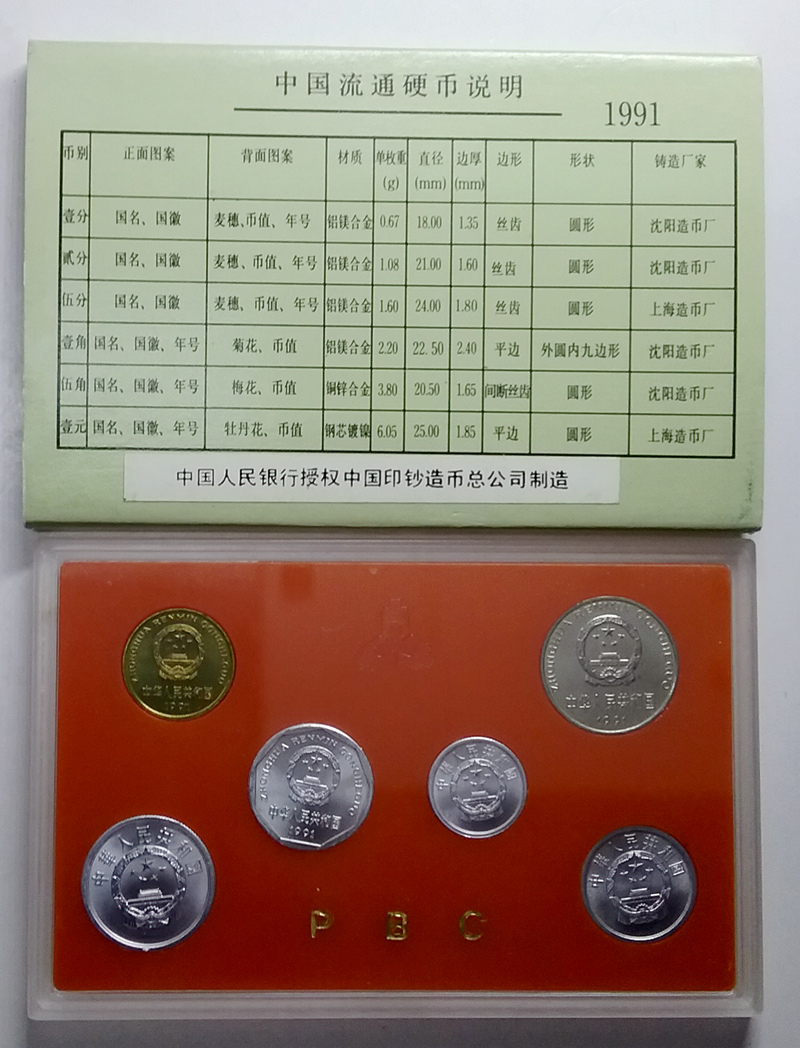 中国流通硬币说明
1991
币别 正面图案 背面图案 材质 单枚重(g) 直径(mm) 边厚(mm) 边形 形状 铸造厂家
壹分 国名、国徽 麦穗、币值、年号 铝镁合金 0.67 18.00 1.35 丝齿 圆形 沈阳造币厂
贰分 国名、国徽 麦穗、币值、年号 铝镁合金 1.08 21.00 1.60 丝齿 圆形 沈阳造币厂
伍分 国名、国徽 麦穗、币值、年号 铝镁合金 1.60 24.00 1.80 丝齿 圆形 上海造币厂
壹角 国名、国徽、年号 菊花、币值 铝镁合金 2.20 22.50 2.40 平边 外圆内九边形 沈阳造币厂
伍角 国名、国徽、年号 梅花、币值 铜锌合金 3.80 20.50 1.65 间断丝齿 圆形 沈阳造币厂
壹元 国名、国徽、年号 牡丹花、币值 钢芯镀镍 6.05 25.00 1.85 平边 圆形 上海造币厂
中国人民银行授权中国印钞造币总公司制造
ZHONGHUA RENMIN GONGHEGUO
中华人民共和国
1991
ZHONGHUA RENMIN GONGHEGUO
中华人民共和国
1991
ZHONGHUA RENMIN GONGHEGUO
中华人民共和国
1991
中華人民共和国
中華人民共和国
中華人民共和国
P B C